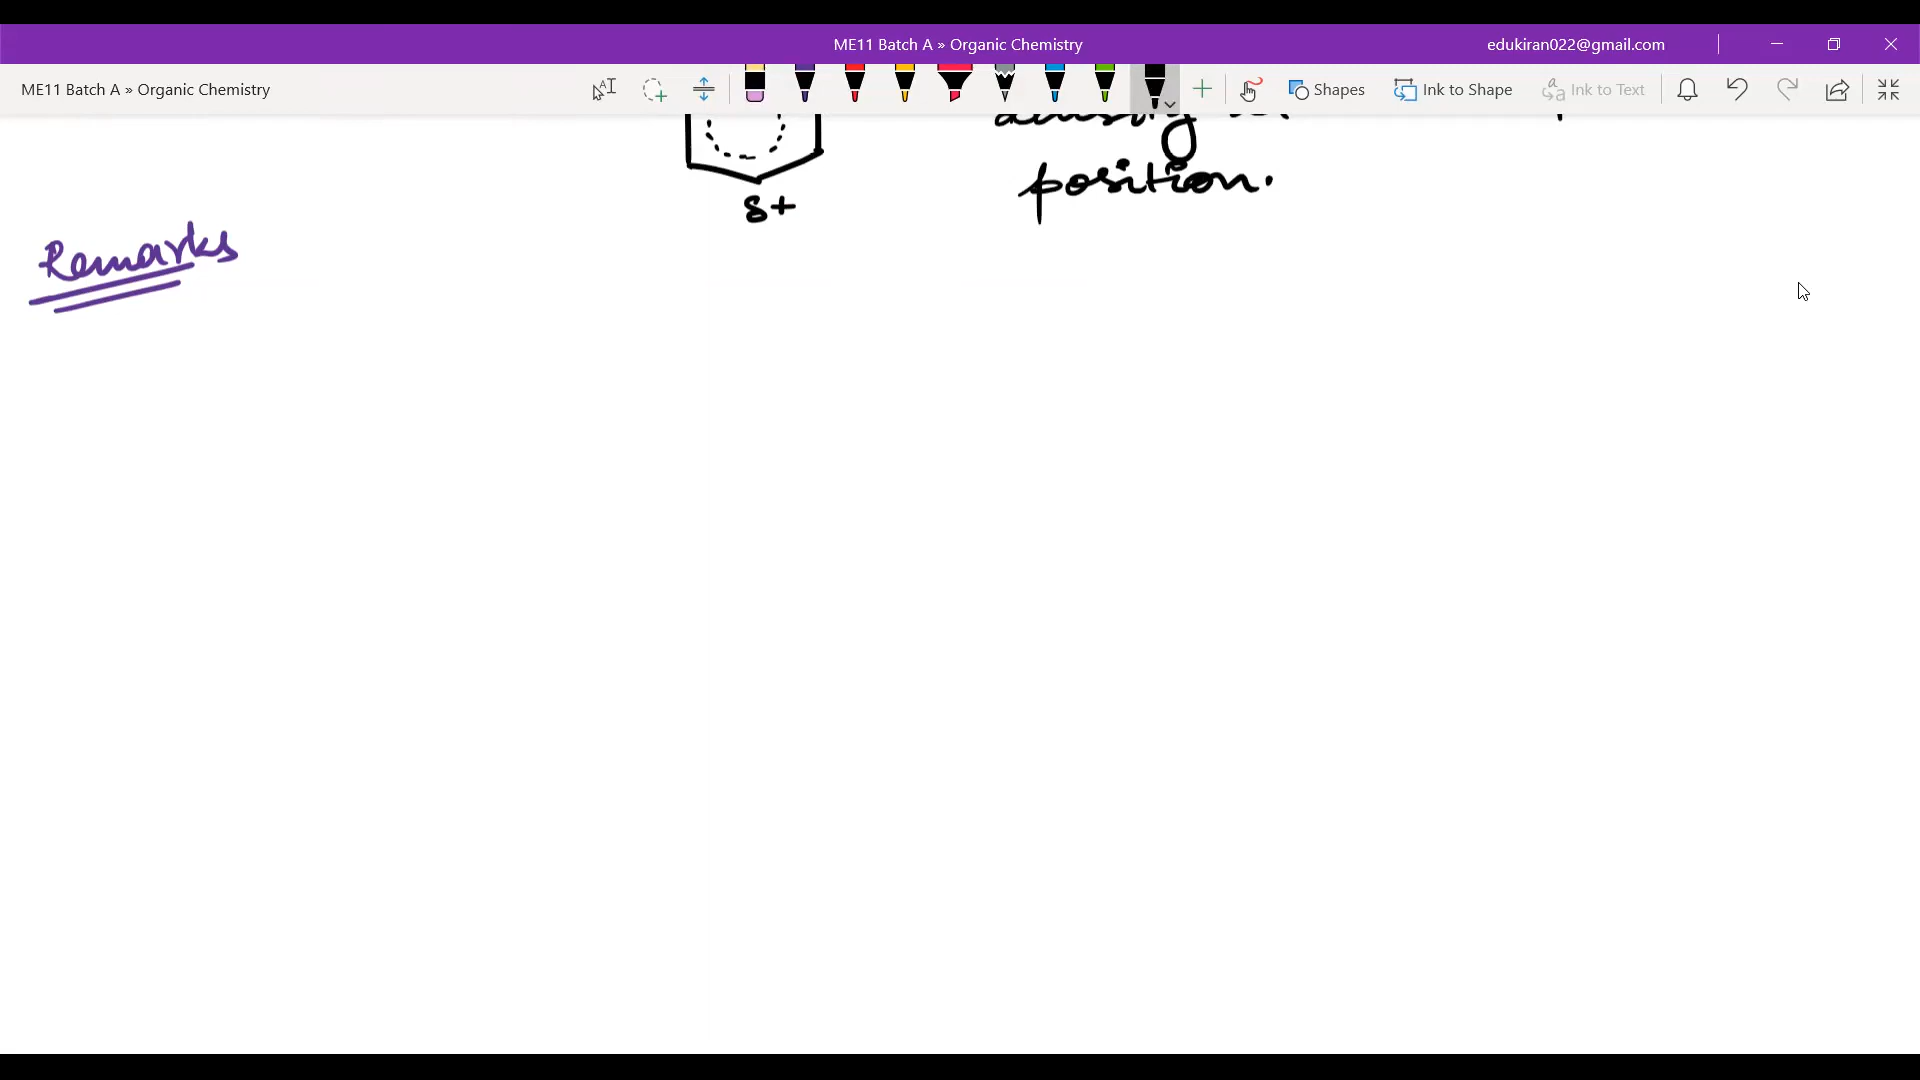 ME11 Batch A » Organic Chemistry
edukiran022@gmail.com
ME11 Batch A » Organic Chemistry
Shapes
Ink to Shape
Ink to Text
position.
δ+
Remarks